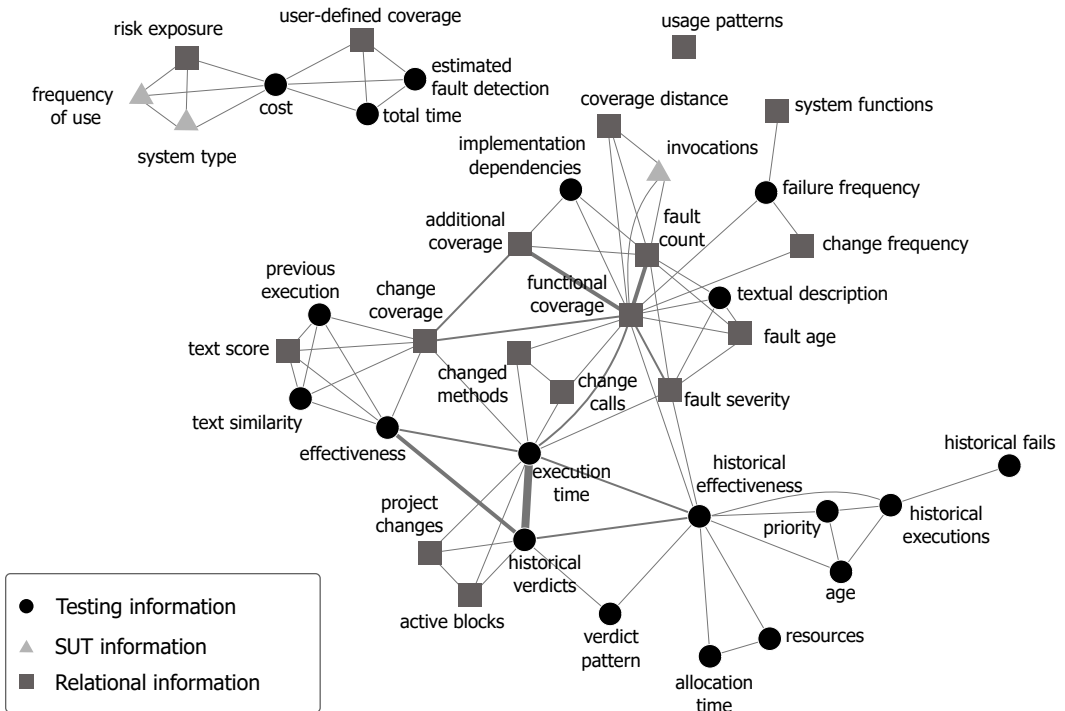 user-defined coverage
usage patterns
risk exposure
estimated
fault detection
frequency
of use
cost
total time
system type
coverage distance
system functions
implementation
dependencies
invocations
failure frequency
additional
coverage
fault
count
change frequency
previous
execution
change
coverage
functional
coverage
textual description
text score
fault age
changed
methods
change
calls
fault severity
text similarity
effectiveness
execution
time
historical
effectiveness
historical fails
project
changes
priority
historical
executions
historical
verdicts
age
active blocks
verdict
pattern
resources
allocation
time
Testing information
SUT information
Relational information